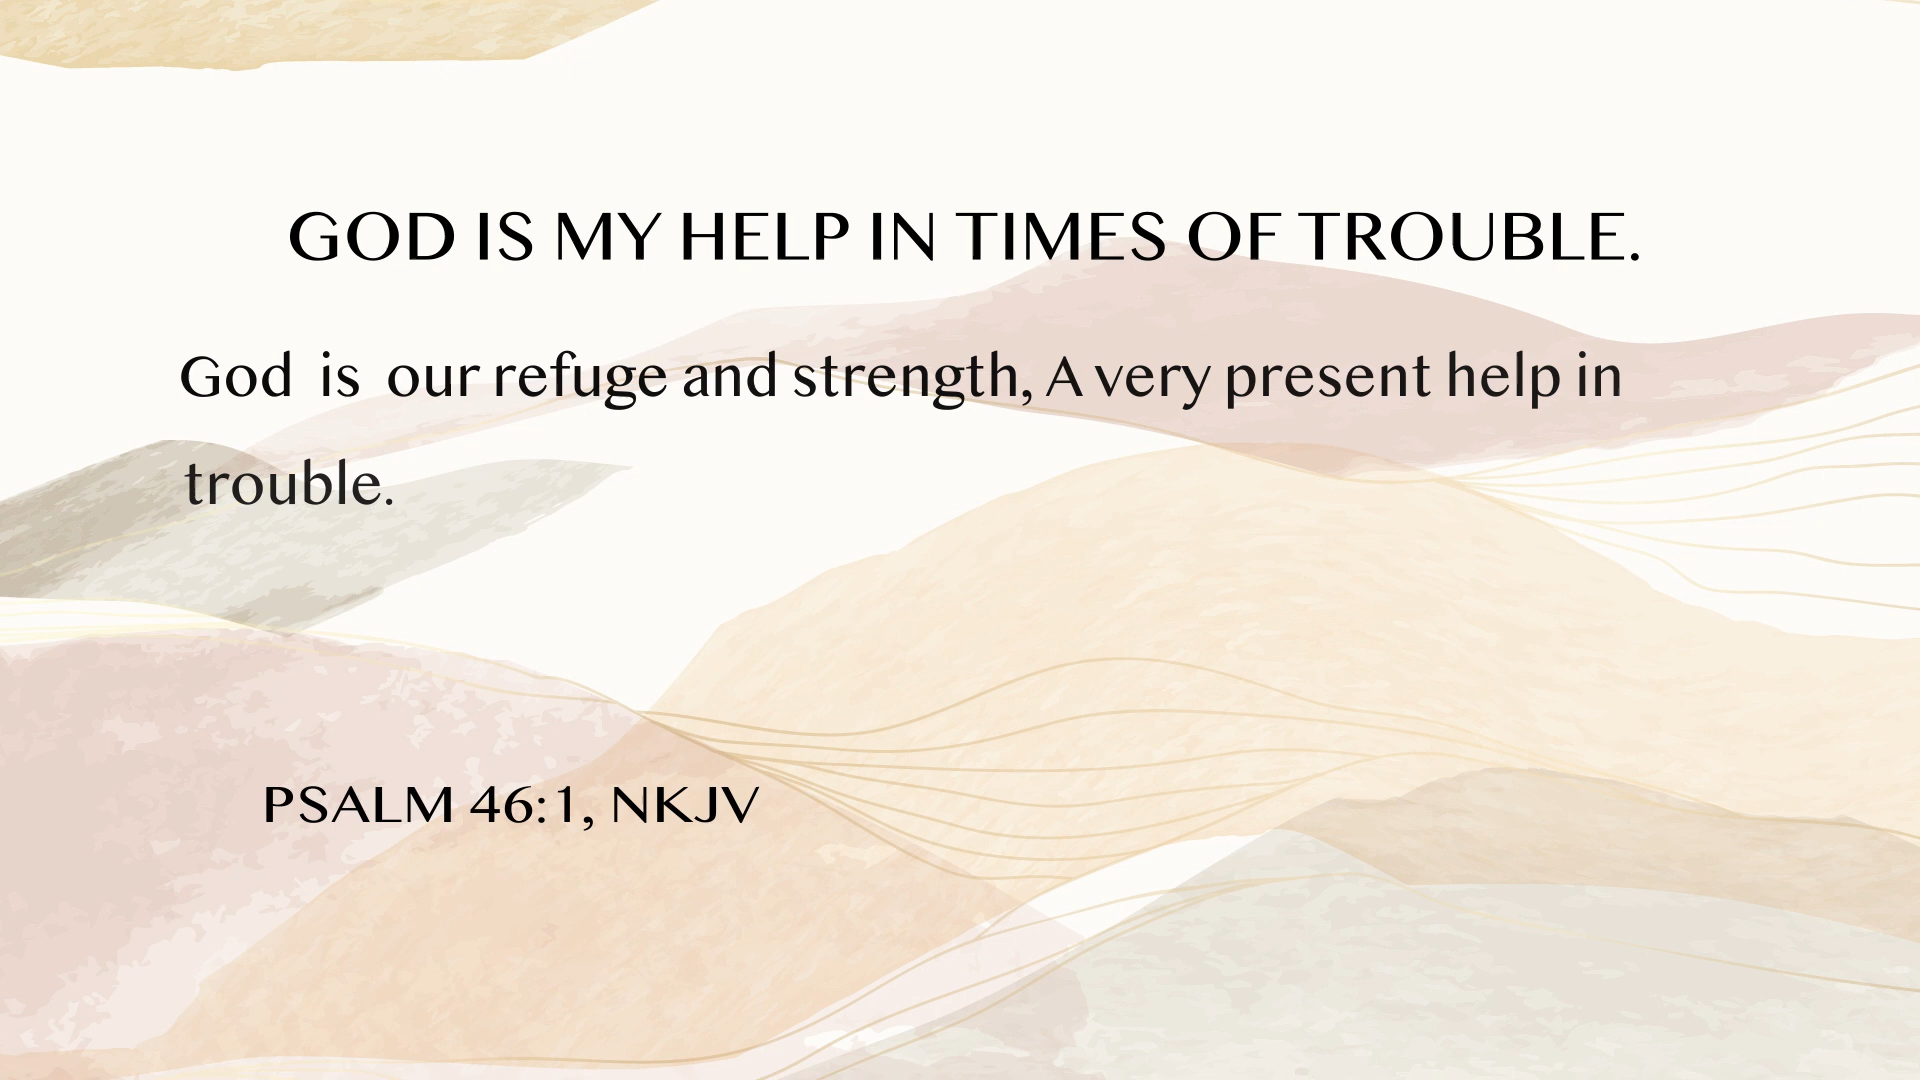 GOD IS MY HELP IN TIMES OF TROUBLE.
God is our refuge and strength, A very present help in
trouble.
PSALM 46:1, NKJV